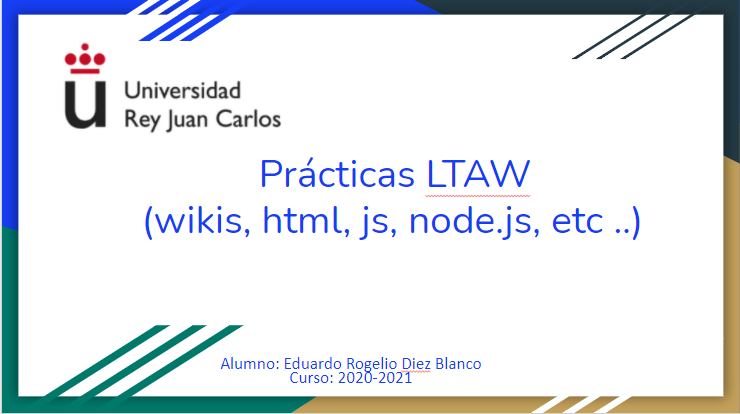 Universidad
Rey Juan Carlos
Prácticas LTAW
(wikis, html, js, node.js, etc ..)
Alumno: Eduardo Rogelio Diez Blanco
Curso: 2020-2021